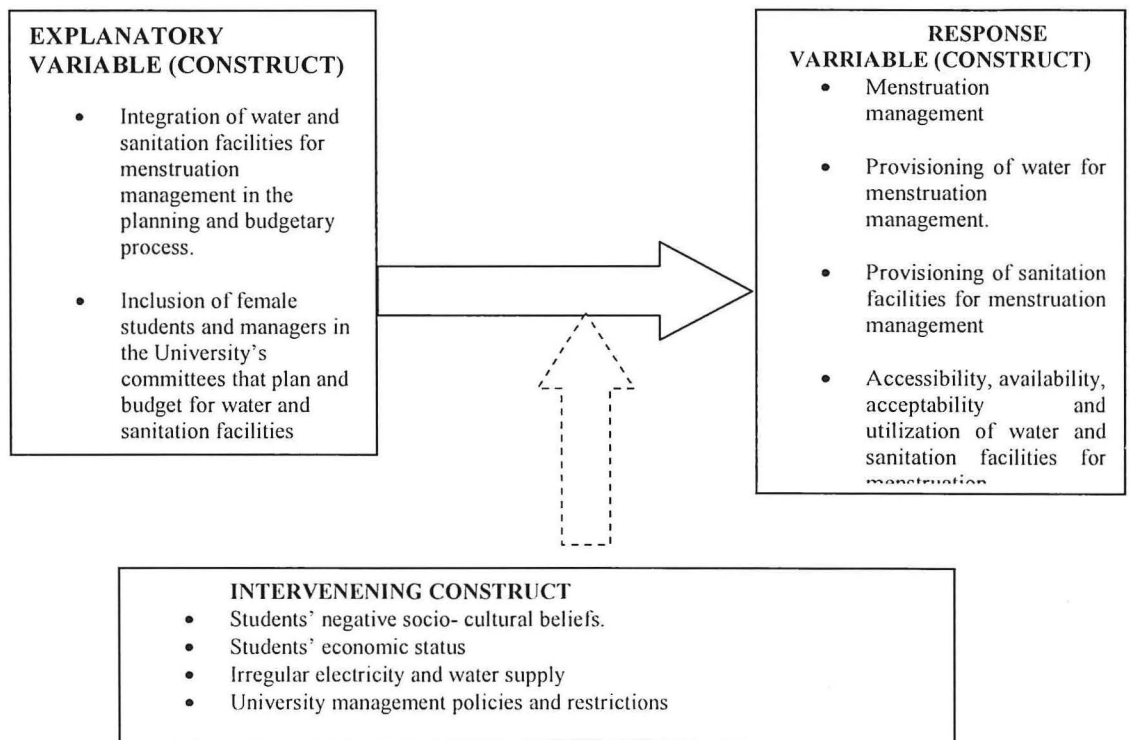 EXPLANATORY
VARIABLE (CONSTRUCT)
• Integration of water and
sanitation facilities for
menstruation
management in the
planning and budgetary
process.
• Inclusion of female
students and managers in
the University's
committees that plan and
budget for water and
sanitation facilities
RESPONSE
VARRIABLE (CONSTRUCT)
• Menstruation
management
• Provisioning of water for
menstruation
management.
• Provisioning of sanitation
facilities for menstruation
management
• Accessibility, availability,
acceptability and
utilization of water and
sanitation facilities for
menstruation
INTERVENENING CONSTRUCT
• Students' negative socio- cultural beliefs.
• Students' economic status
• Irregular electricity and water supply
• University management policies and restrictions